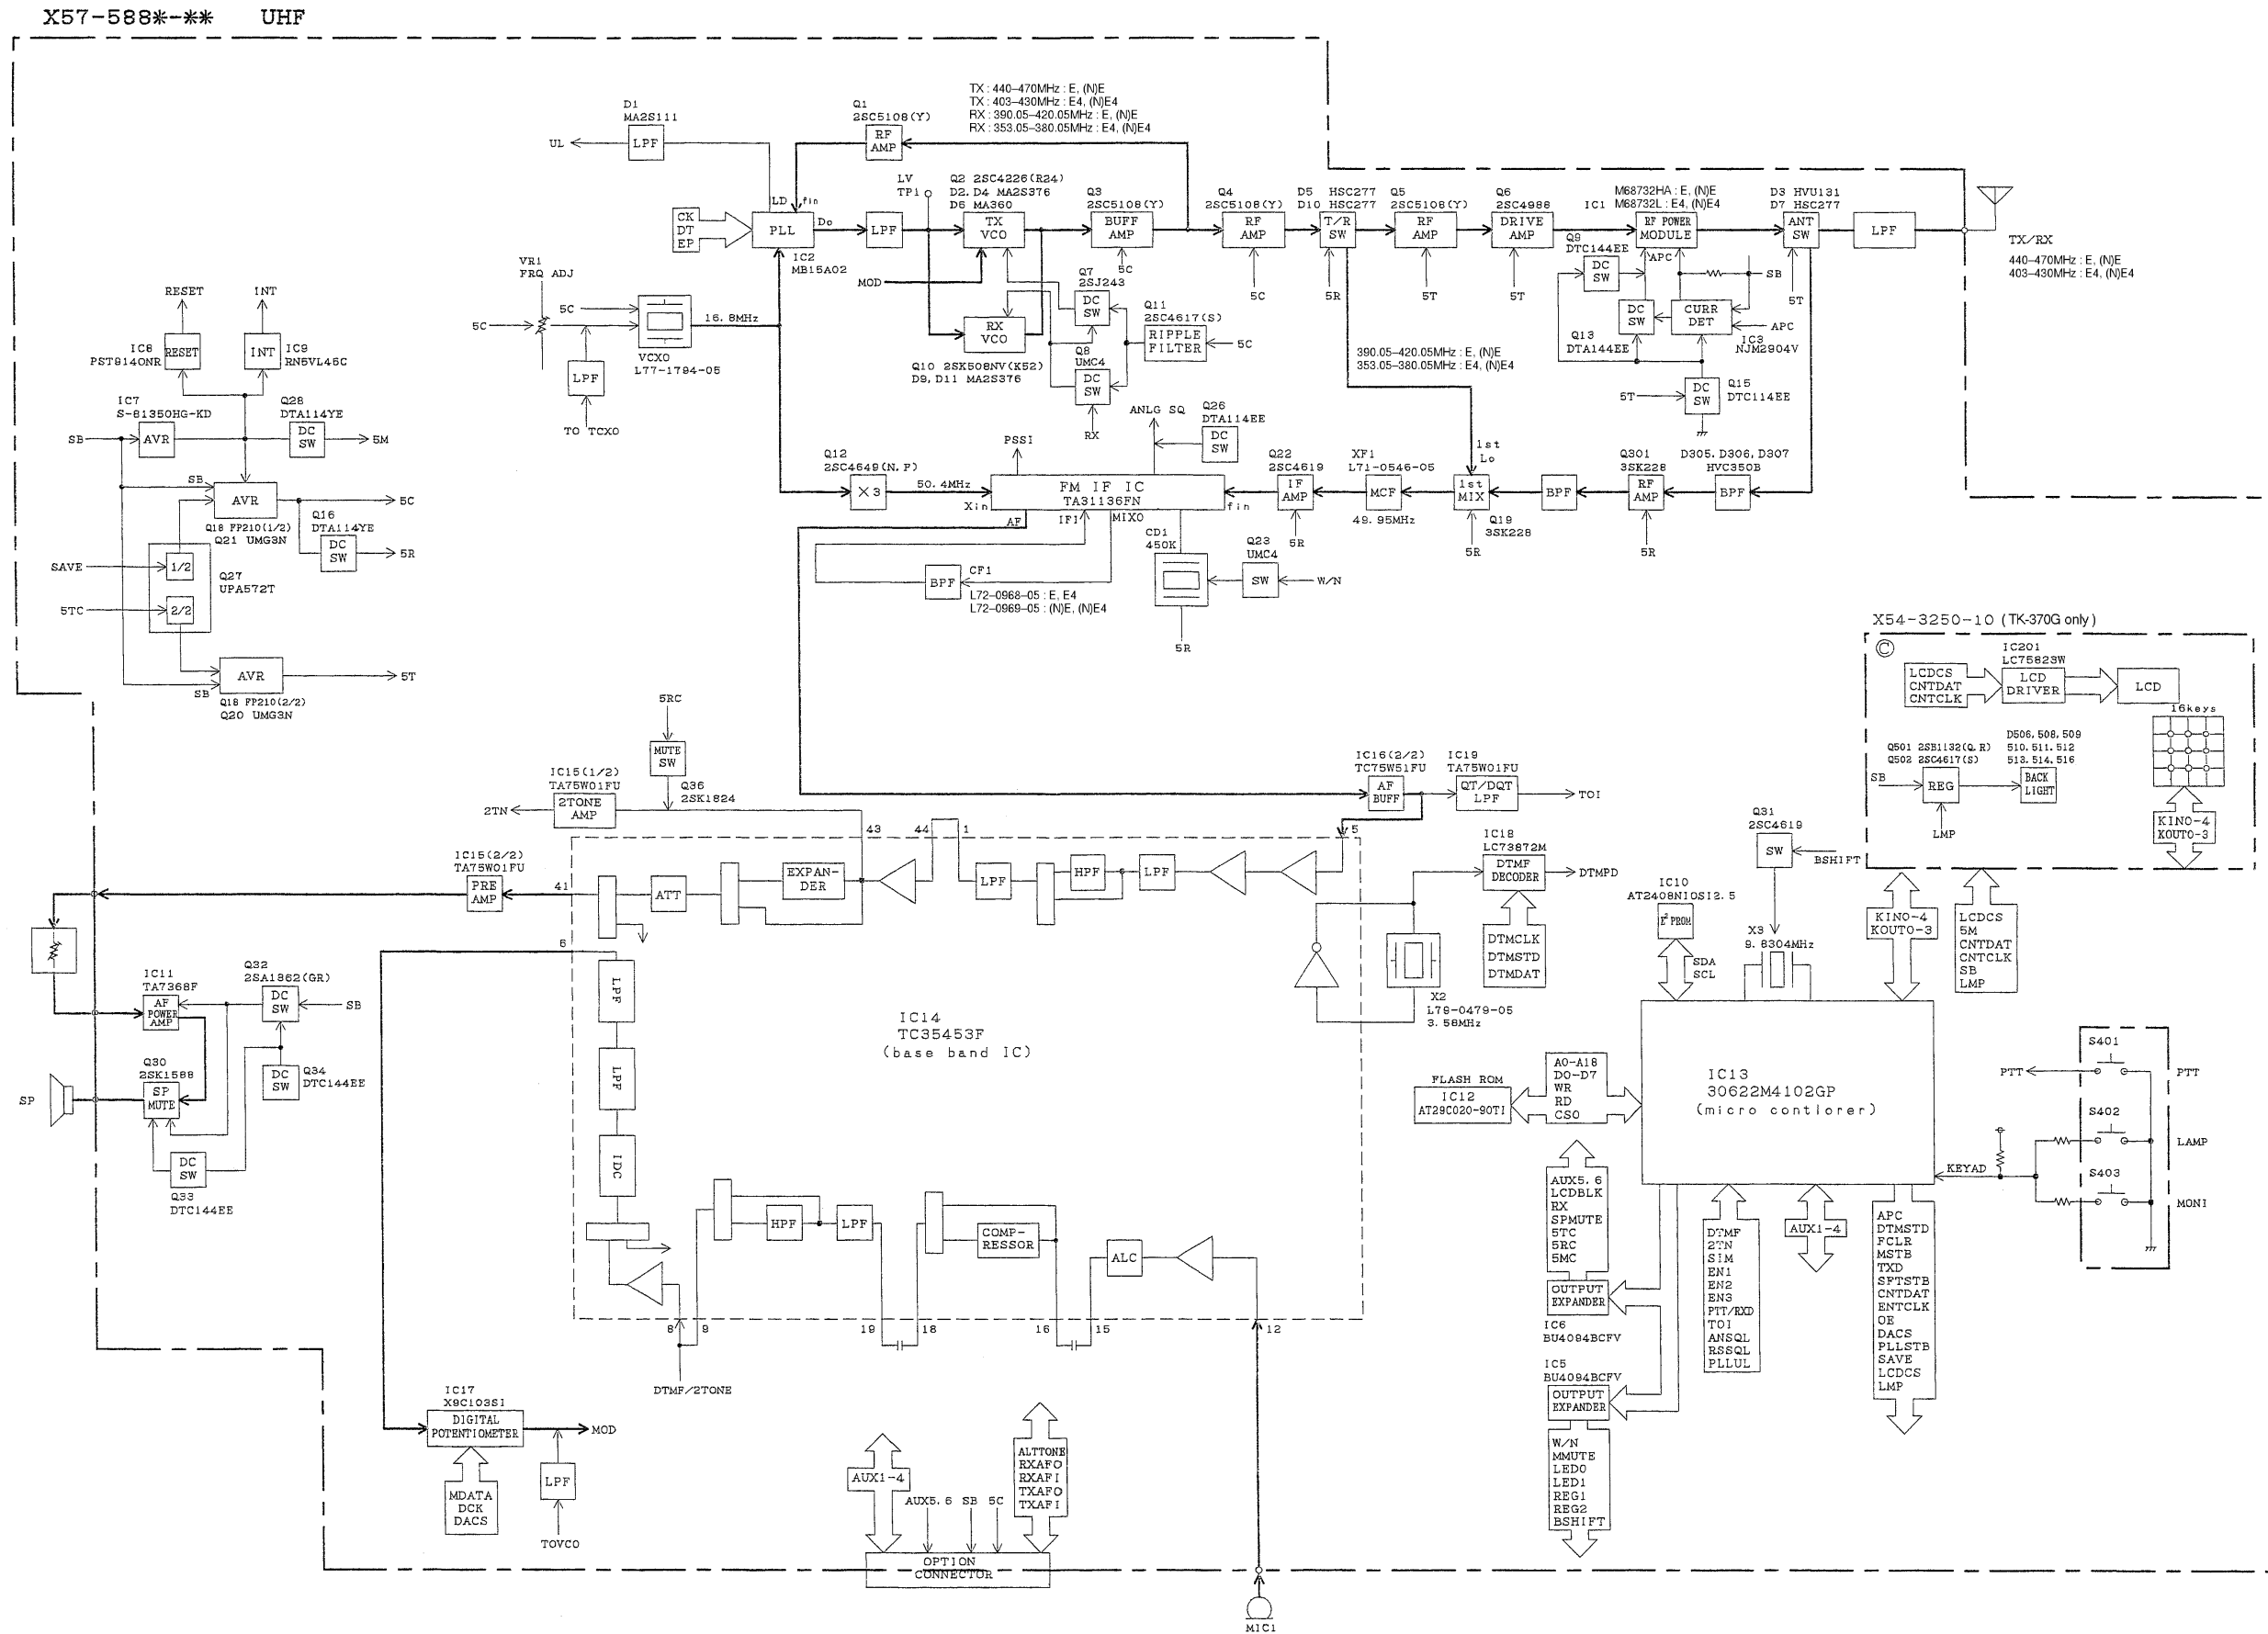 X57-588*-** UHF
TX : 440-470MHz : E, (N)E
TX : 403-430MHz : E4, (N)E4
RX : 390.05-420.05MHz : E, (N)E
RX : 353.05-380.05MHz : E4, (N)E4
D1
MA2S111
LPF
UL
Q1
2SC5108(Y)
RF
AMP
LV
TP1
Q2 2SC4226(R24)
D2, D4 MA2S376
D6 MA360
TX
VCO
Q3
2SC5108(Y)
BUFF
AMP
5C
Q4
2SC5108(Y)
RF
AMP
5C
D5 HSC277
D10 HSC277
T/R
SW
5R
Q5
2SC5108(Y)
RF
AMP
5T
Q6
2SC4988
DRIVE
AMP
5T
M68732HA : E, (N)E
IC1 M68732L : E4, (N)E4
RF POWER
MODULE
D3 HVU131
D7 HSC277
ANT
SW
5T
LPF
TX/RX
440-470MHz : E, (N)E
403-430MHz : E4, (N)E4
CK
DT
EP
LD
fin
PLL
Do
IC2
MB15A02
LPF
MOD
RX
VCO
Q10 2SK508NV(K52)
D9, D11 MA2S376
Q7
2SJ243
DC
SW
Q8
UMC4
DC
SW
RX
Q11
2SC4617(S)
RIPPLE
FILTER
5C
Q9
DTC144EE
DC
SW
APC
SB
DC
SW
Q13
DTA144EE
CURR
DET
APC
IC3
NJM2904V
5T
DC
SW
Q15
DTC114EE
390.05-420.05MHz : E, (N)E
353.05-380.05MHz : E4, (N)E4
VR1
FRQ ADJ
5C
5C
16.8MHz
VCXO
L77-1794-05
LPF
TO TCXO
RESET
INT
IC8
PST9140NR
RESET
INT
IC9
RN5VL45C
IC7
S-81350HG-KD
SB
AVR
Q28
DTA114YE
DC
SW
5M
SB
AVR
5C
Q18 FP210(1/2)
Q21 UMG3N
Q16
DTA114YE
DC
SW
5R
SAVE
1/2
Q27
UPA572T
5TC
2/2
AVR
SB
5T
Q18 FP210(2/2)
Q20 UMG3N
Q12
2SC4649(N,P)
×3
50.4MHz
PSSI
ANLG SQ
Q26
DTA114EE
DC
SW
FM IF IC
TA31136FN
Xin
AF
IFI
MIXO
fin
Q22
2SC4619
IF
AMP
5R
XF1
L71-0546-05
MCF
49.95MHz
1st
Lo
1st
MIX
Q19
3SK228
5R
BPF
Q301
3SK228
RF
AMP
5R
D305, D306, D307
HVC350B
BPF
CD1
450K
5R
Q23
UMC4
SW
W/N
BPF
CF1
L72-0968-05 : E, E4
L72-0969-05 : (N)E, (N)E4
X54-3250-10 ( TK-370G only )
©
LCDCS
CNTDAT
CNTCLK
IC201
LC75823W
LCD
DRIVER
LCD
16keys
Q501 2SB1132(Q,R)
Q502 2SC4617(S)
SB
REG
LMP
D506, 508, 509
510, 511, 512
513, 514, 516
BACK
LIGHT
KIN0-4
KOUT0-3
5RC
MUTE
SW
Q36
2SK1824
IC15(1/2)
TA75W01FU
2TONE
AMP
2TN
IC16(2/2)
TC75W51FU
AF
BUFF
IC19
TA75W01FU
QT/DQT
LPF
TOI
43
44
1
5
IC15(2/2)
TA75W01FU
PRE
AMP
41
ATT
EXPAN-
DER
LPF
HPF
LPF
6
IC18
LC73872M
DTMF
DECODER
DTMPD
DTMCLK
DTMSTD
DTMDAT
X2
L79-0479-05
3.58MHz
Q31
2SC4619
SW
BSHIFT
IC10
AT2408N10SI2.5
E² PROM
SDA
SCL
X3
9.8304MHz
KIN0-4
KOUT0-3
LCDCS
5M
CNTDAT
CNTCLK
SB
LMP
IC11
TA7368F
AF
POWER
AMP
Q32
2SA1362(GR)
DC
SW
SB
Q30
2SK1588
SP
MUTE
DC
SW
Q34
DTC144EE
SP
DC
SW
Q33
DTC144EE
LPF
LPF
IDC
IC14
TC35453F
(base band IC)
FLASH ROM
IC12
AT29C020-90TI
A0-A18
D0-D7
WR
RD
CS0
IC13
30622M4102GP
(micro contlorer)
S401
PTT
PTT
S402
LAMP
S403
MONI
KEYAD
HPF
LPF
COMP-
RESSOR
ALC
8
9
19
18
16
15
12
DTMF/2TONE
AUX5,6
LCDBLK
RX
SPMUTE
5TC
5RC
5MC
OUTPUT
EXPANDER
IC6
BU4094BCFV
IC5
BU4094BCFV
OUTPUT
EXPANDER
W/N
MMUTE
LED0
LED1
REG1
REG2
BSHIFT
DTMF
2TN
SIM
EN1
EN2
EN3
PTT/RXD
TOI
ANSQL
RSSQL
PLLUL
AUX1-4
APC
DTMSTD
FCLR
MSTB
TXD
SFTSTB
CNTDAT
ENTCLK
OE
DACS
PLLSTB
SAVE
LCDCS
LMP
IC17
X9C103SI
DIGITAL
POTENTIOMETER
MOD
MDATA
DCK
DACS
LPF
TOVCO
AUX1-4
AUX5,6 SB 5C
ALTTONE
RXAFO
RXAFI
TXAFO
TXAFI
OPTION
CONNECTOR
MIC1